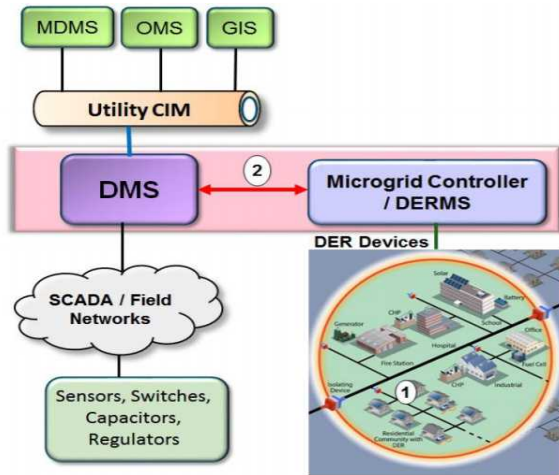 MDMS
OMS
GIS
Utility CIM
DMS
2
Microgrid Controller
/ DERMS
DER Devices
SCADA / Field
Networks
Sensors, Switches,
Capacitors,
Regulators
Solar
Battery
CHP
School
Generator
Office
Hospital
Fire Station
Fuel Cell
Isolating
Device
CHP
Industrial
1
Residential
Community with
DER